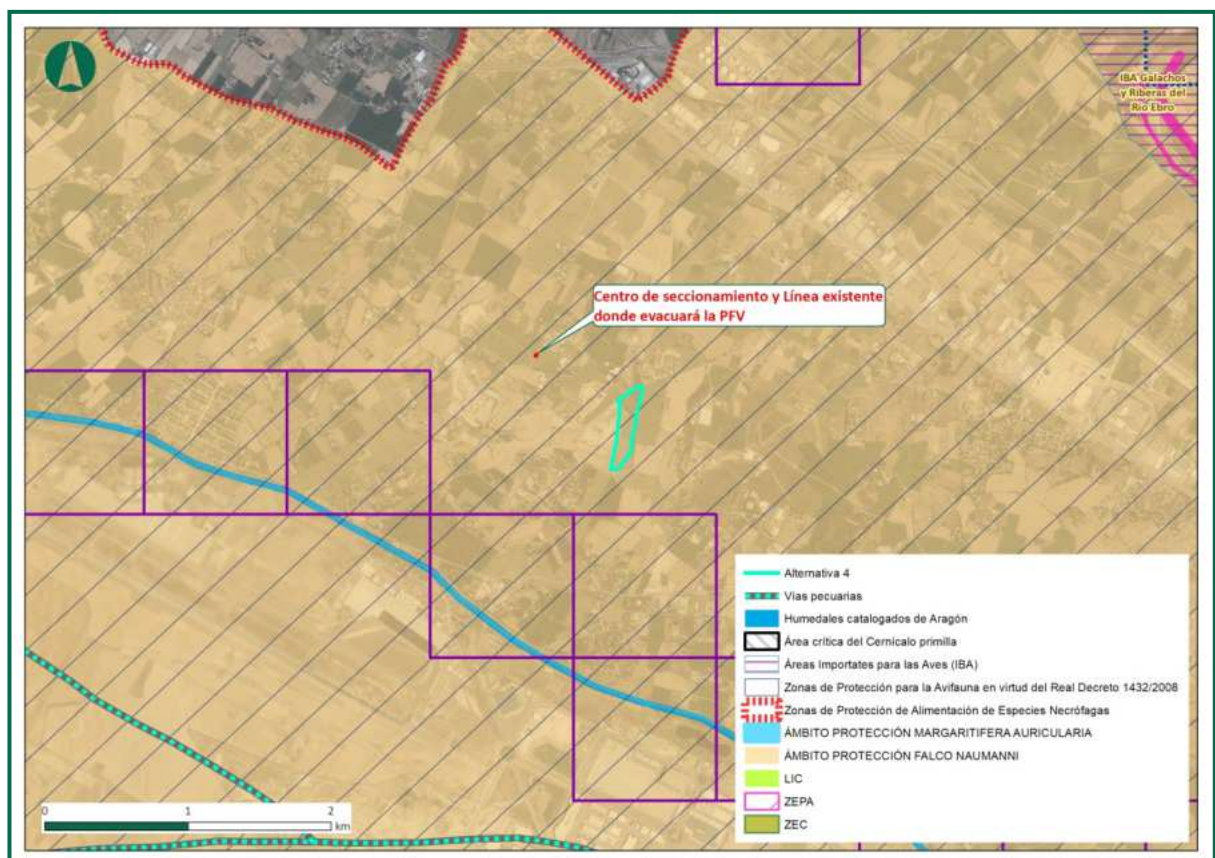 IBA Galachos
y Riberas del
Río Ebro
Centro de seccionamiento y Línea existente
donde evacuará la PFV
Alternativa 4
Vías pecuarias
Humedales catalogados de Aragón
Área crítica del Cernícalo primilla
Áreas Importates para las Aves (IBA)
Zonas de Protección para la Avifauna en virtud del Real Decreto 1432/2008
Zonas de Protección de Alimentación de Especies Necrófagas
ÁMBITO PROTECCIÓN MARGARITIFERA AURICULARIA
ÁMBITO PROTECCIÓN FALCO NAUMANNI
LIC
ZEPA
ZEC
0 1 2
km